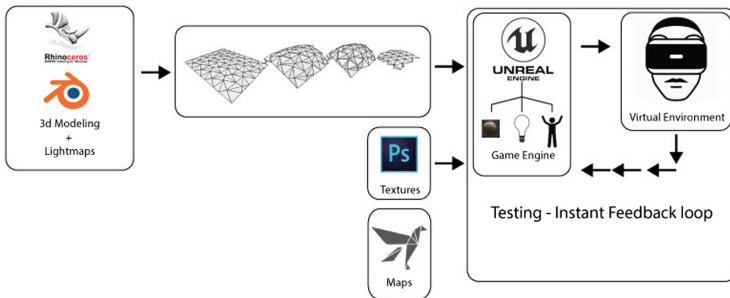 Rhinoceros®
3d Modeling
+
Lightmaps
UNREAL
ENGINE
Game Engine
Virtual Environment
Ps
Textures
Testing - Instant Feedback loop
Maps